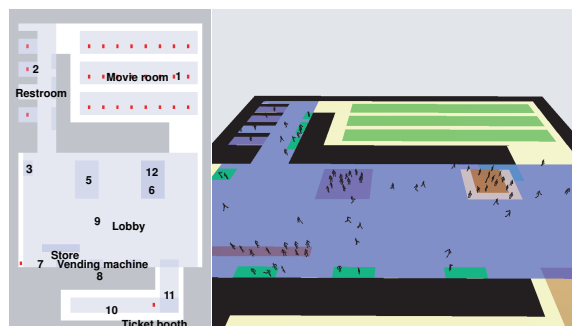 2
Movie room 1
Restroom
3
5
12
6
9
Lobby
Store
7 Vending machine
8
11
10
Ticket booth